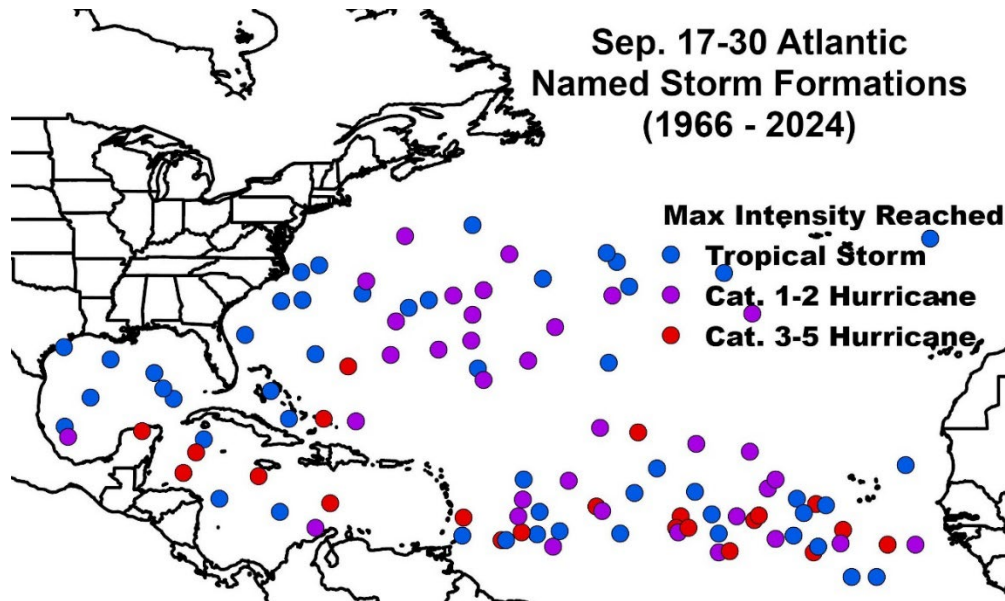 Sep. 17-30 Atlantic
Named Storm Formations
(1966 - 2024)
Max Intensity Reached
Tropical Storm
Cat. 1-2 Hurricane
Cat. 3-5 Hurricane